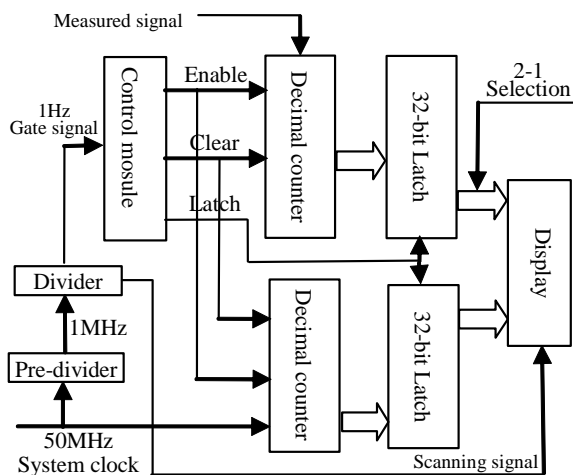 Measured signal
2-1
Selection
1Hz
Gate signal
Control mosule
Enable
Clear
Latch
Decimal counter
32-bit Latch
Display
Divider
1MHz
Pre-divider
50MHz
System clock
Decimal counter
32-bit Latch
Scanning signal